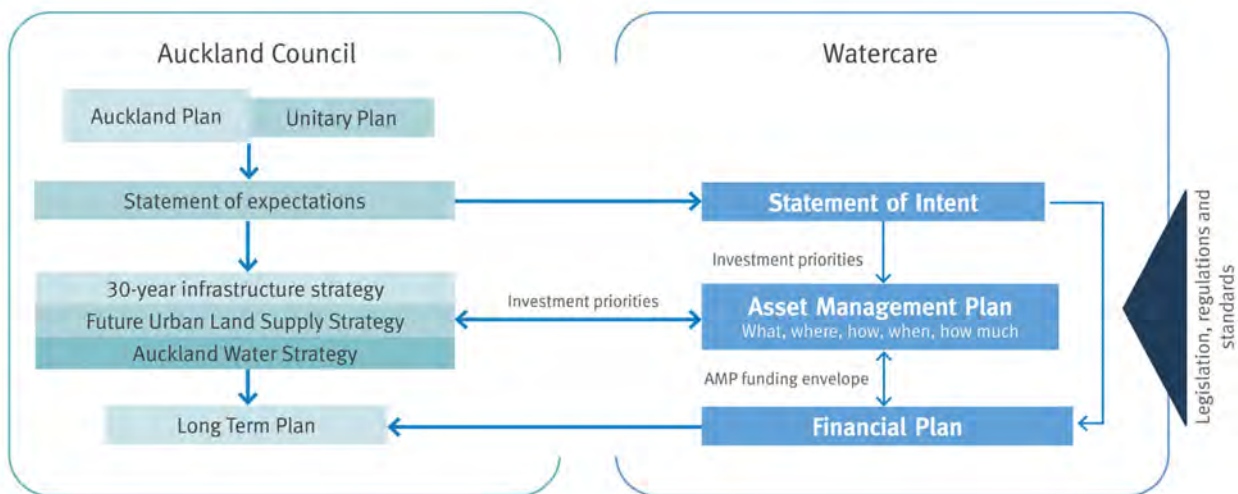 Auckland Council
Auckland Plan
Unitary Plan
Statement of expectations
30-year infrastructure strategy
Future Urban Land Supply Strategy
Auckland Water Strategy
Long Term Plan
Investment priorities
Watercare
Statement of Intent
Investment priorities
Asset Management Plan
What, where, how, when, how much
AMP funding envelope
Financial Plan
Legislation, regulations and
standards